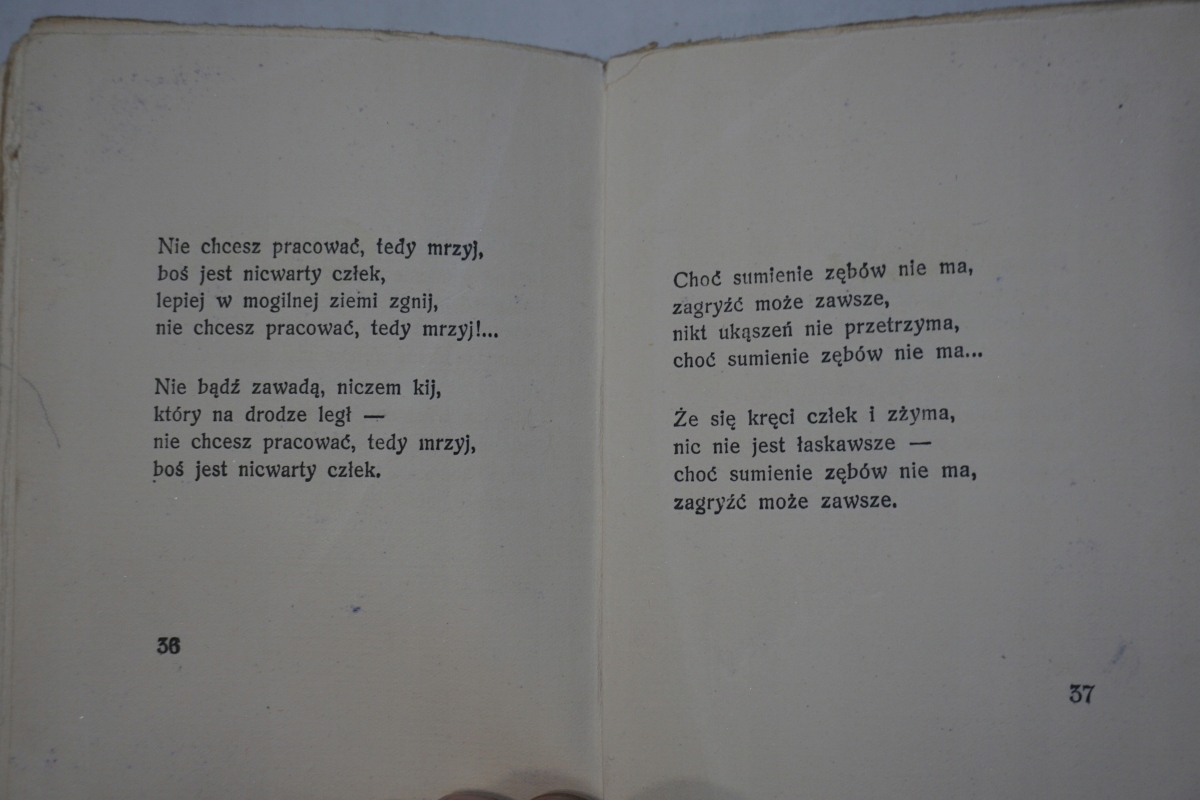 Nie chcesz pracować, tedy mrzyj,
boś jest nicwarty człek,
lepiej w mogilnej ziemi zgnij,
nie chcesz pracować, tedy mrzyj!...
Nie bądź zawadą, niczem kij,
który na drodze legł —
nie chcesz pracować, tedy mrzyj,
boś jest nicwarty człek.
36
Choć sumienie zębów nie ma,
zagryźć może zawsze,
nikt ukąszeń nie przetrzyma,
choć sumienie zębów nie ma...
Że się kręci człek i zżyma,
nic nie jest łaskawsze —
choć sumienie zębów nie ma,
zagryźć może zawsze.
37